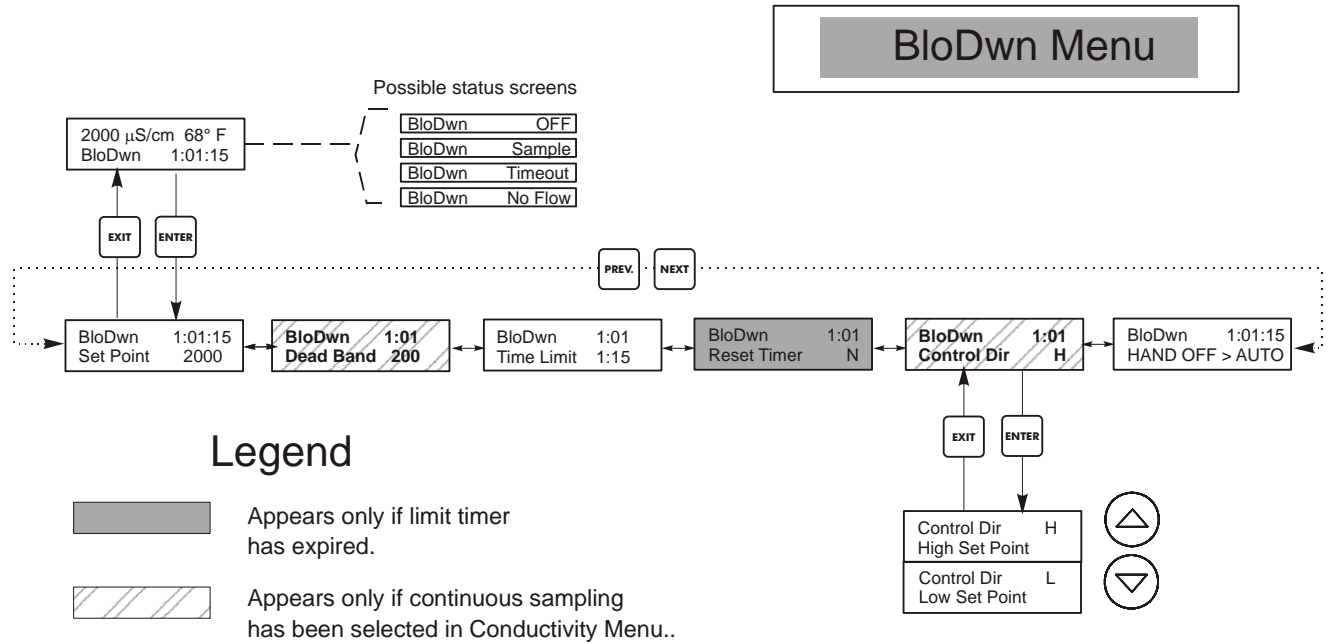 BloDwn Menu
Possible status screens
2000 μS/cm 68° F
BloDwn 1:01:15
BloDwn OFF
BloDwn Sample
BloDwn Timeout
BloDwn No Flow
EXIT
ENTER
PREV.
NEXT
BloDwn 1:01:15
Set Point 2000
BloDwn 1:01
Dead Band 200
BloDwn 1:01
Time Limit 1:15
BloDwn 1:01
Reset Timer N
BloDwn 1:01
Control Dir H
BloDwn 1:01:15
HAND OFF > AUTO
EXIT
ENTER
Control Dir H
High Set Point
Control Dir L
Low Set Point
Legend
Appears only if limit timer
has expired.
Appears only if continuous sampling
has been selected in Conductivity Menu..